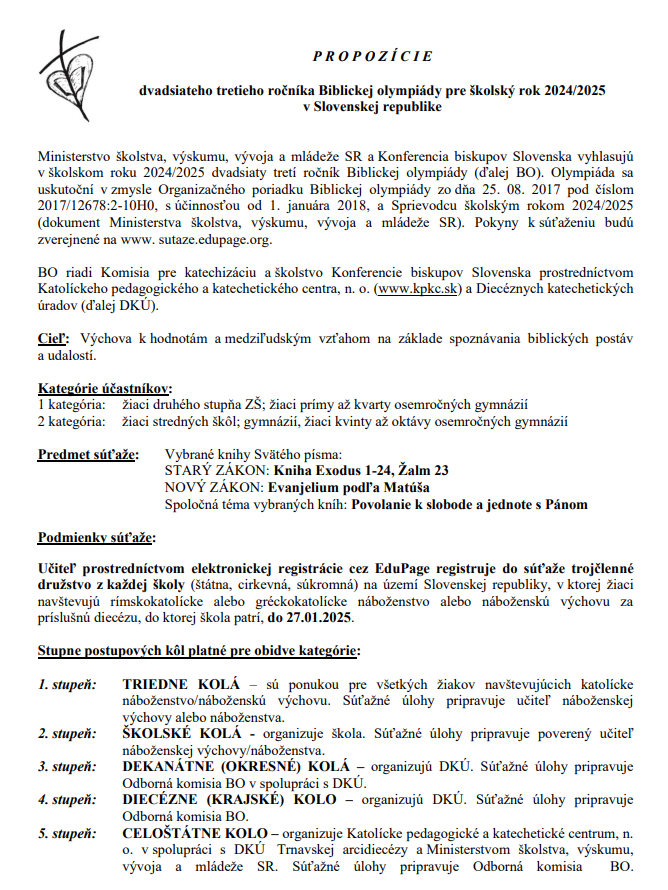 P R O P O Z Í C I E
dvadsiateho tretieho ročníka Biblickej olympiády pre školský rok 2024/2025
v Slovenskej republike
Ministerstvo školstva, výskumu, vývoja a mládeže SR a Konferencia biskupov Slovenska vyhlasujú
v školskom roku 2024/2025 dvadsiaty tretí ročník Biblickej olympiády (ďalej BO). Olympiáda sa
uskutoční v zmysle Organizačného poriadku Biblickej olympiády zo dňa 25. 08. 2017 pod číslom
2017/12678:2-10H0, s účinnosťou od 1. januára 2018, a Sprievodcu školským rokom 2024/2025
(dokument Ministerstva školstva, výskumu, vývoja a mládeže SR). Pokyny k súťaženiu budú
zverejnené na www. sutaze.edupage.org.
BO riadi Komisia pre katechizáciu a školstvo Konferencie biskupov Slovenska prostredníctvom
Katolíckeho pedagogického a katechetického centra, n. o. (www.kpkc.sk) a Diecéznych katechetických
úradov (ďalej DKÚ).
Cieľ: Výchova k hodnotám a medziľudským vzťahom na základe spoznávania biblických postáv
a udalostí.
Kategórie účastníkov:
1 kategória: žiaci druhého stupňa ZŠ; žiaci prímy až kvarty osemročných gymnázií
2 kategória: žiaci stredných škôl; gymnázií, žiaci kvinty až oktávy osemročných gymnázií
Predmet súťaže: Vybrané knihy Svätého písma:
STARÝ ZÁKON: Kniha Exodus 1-24, Žalm 23
NOVÝ ZÁKON: Evanjelium podľa Matúša
Spoločná téma vybraných kníh: Povolanie k slobode a jednote s Pánom
Podmienky súťaže:
Učiteľ prostredníctvom elektronickej registrácie cez EduPage registruje do súťaže trojčlenné
družstvo z každej školy (štátna, cirkevná, súkromná) na území Slovenskej republiky, v ktorej žiaci
navštevujú rímskokatolícke alebo gréckokatolícke náboženstvo alebo náboženskú výchovu za
príslušnú diecézu, do ktorej škola patrí, do 27.01.2025.
Stupne postupových kôl platné pre obidve kategórie:
1. stupeň: TRIEDNE KOLÁ – sú ponukou pre všetkých žiakov navštevujúcich katolícke
náboženstvo/náboženskú výchovu. Súťažné úlohy pripravuje učiteľ náboženskej
výchovy alebo náboženstva.
2. stupeň: ŠKOLSKÉ KOLÁ - organizuje škola. Súťažné úlohy pripravuje poverený učiteľ
náboženskej výchovy/náboženstva.
3. stupeň: DEKANÁTNE (OKRESNÉ) KOLÁ – organizujú DKÚ. Súťažné úlohy pripravuje
Odborná komisia BO v spolupráci s DKÚ.
4. stupeň: DIECÉZNE (KRAJSKÉ) KOLO – organizujú DKÚ. Súťažné úlohy pripravuje
Odborná komisia BO.
5. stupeň: CELOŠTÁTNE KOLO – organizuje Katolícke pedagogické a katechetické centrum, n.
o. v spolupráci s DKÚ Trnavskej arcidiecézy a Ministerstvom školstva, výskumu,
vývoja a mládeže SR. Súťažné úlohy pripravuje Odborná komisia BO.